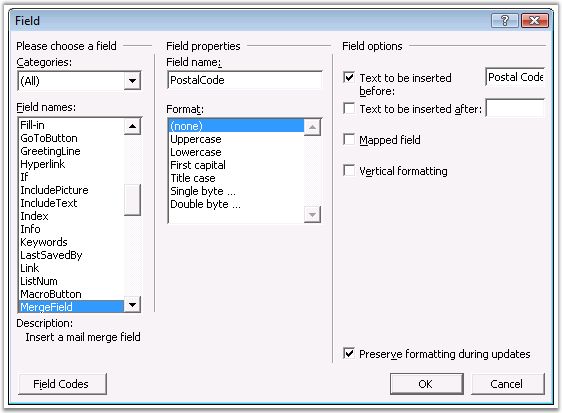 Field
Please choose a field
Categories:
(All)
Field names:
Fill-in
GoToButton
GreetingLine
Hyperlink
If
IncludePicture
IncludeText
Index
Info
Keywords
LastSavedBy
Link
ListNum
MacroButton
MergeField
Description:
Insert a mail merge field
Field Codes
Field properties
Field name:
PostalCode
Format:
(none)
Uppercase
Lowercase
First capital
Title case
Single byte ...
Double byte ...
Field options
Text to be inserted
before:
Postal Code
Text to be inserted after:
Mapped field
Vertical formatting
Preserve formatting during updates
OK
Cancel